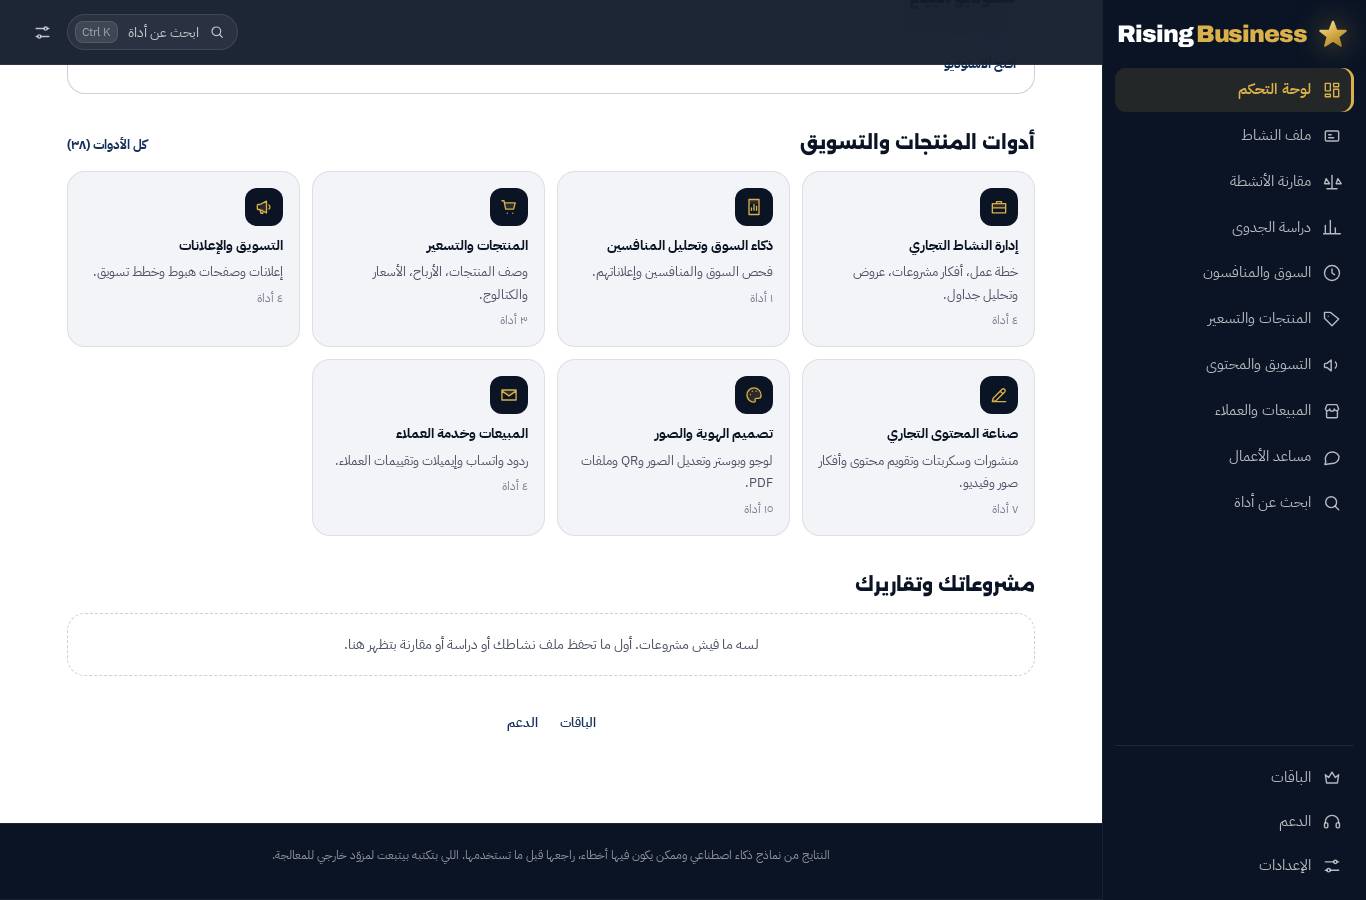 Rising Business
لوحة التحكم
ملف النشاط
مقارنة الأنشطة
دراسة الجدوى
السوق والمنافسون
المنتجات والتسعير
التسويق والمحتوى
المبيعات والعملاء
مساعد الأعمال
ابحث عن أداة
الباقات
الدعم
الإعدادات
ابحث عن أداة
Ctrl K
أدوات المنتجات والتسويق
كل الأدوات (٣٨)
إدارة النشاط التجاري
خطة عمل، أفكار مشروعات، عروض
وتحليل جداول.
٤ أداة
ذكاء السوق وتحليل المنافسين
فحص السوق والمنافسين وإعلاناتهم.
١ أداة
المنتجات والتسعير
وصف المنتجات، الأرباح، الأسعار
والكتالوج.
٣ أداة
التسويق والإعلانات
إعلانات وصفحات هبوط وخطط تسويق.
٤ أداة
صناعة المحتوى التجاري
منشورات وسكربتات وتقويم محتوى وأفكار
صور وفيديو.
٧ أداة
تصميم الهوية والصور
لوجو وبوستر وتعديل الصور وQR وملفات
PDF.
١٥ أداة
المبيعات وخدمة العملاء
ردود واتساب وإيميلات وتقييمات العملاء.
٤ أداة
مشروعاتك وتقاريرك
لسه ما فيش مشروعات. أول ما تحفظ ملف نشاطك أو دراسة أو مقارنة بتظهر هنا.
الباقات
الدعم
النتايج من نماذج ذكاء اصطناعي وممكن يكون فيها أخطاء، راجعها قبل ما تستخدمها. اللي بتكتبه بيتبعت لمزوّد خارجي للمعالجة.